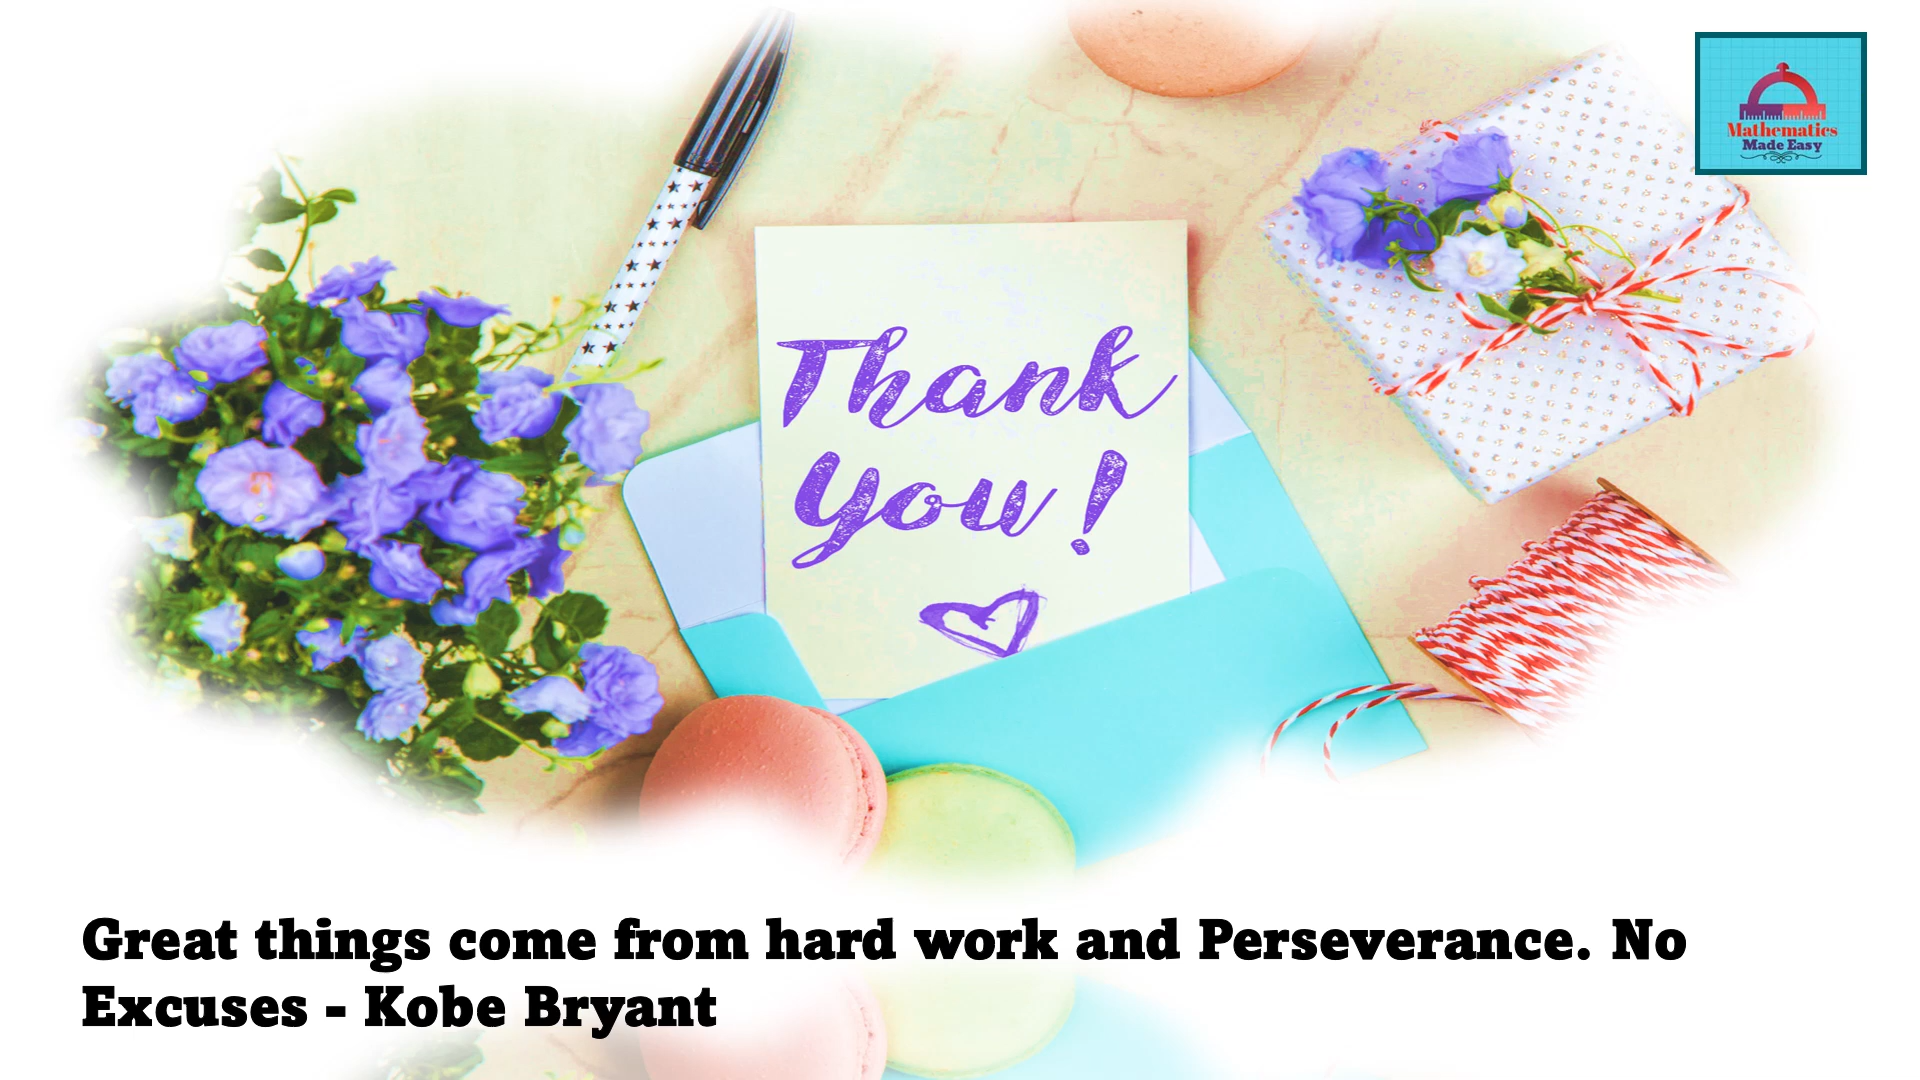 Mathematics
Made Easy
Thank
You!
Great things come from hard work and Perseverance. No
Excuses - Kobe Bryant